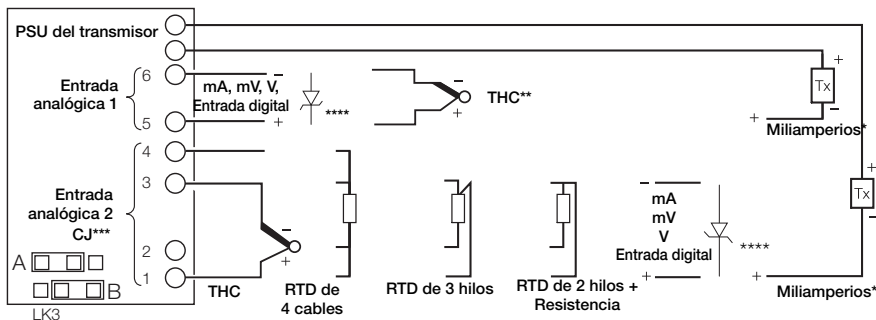 PSU del transmisor
Entrada
analógica 1
6
5
mA, mV, V,
Entrada digital
−
+
****
−
+
THC**
+
Tx
−
+
Miliamperios*
Entrada
analógica 2
CJ***
4
3
2
1
−
+
THC
RTD de
4 cables
RTD de 3 hilos
RTD de 2 hilos +
Resistencia
−
mA
mV
V
Entrada digital
+
****
+
Tx
−
+
Miliamperios*
A
B
LK3